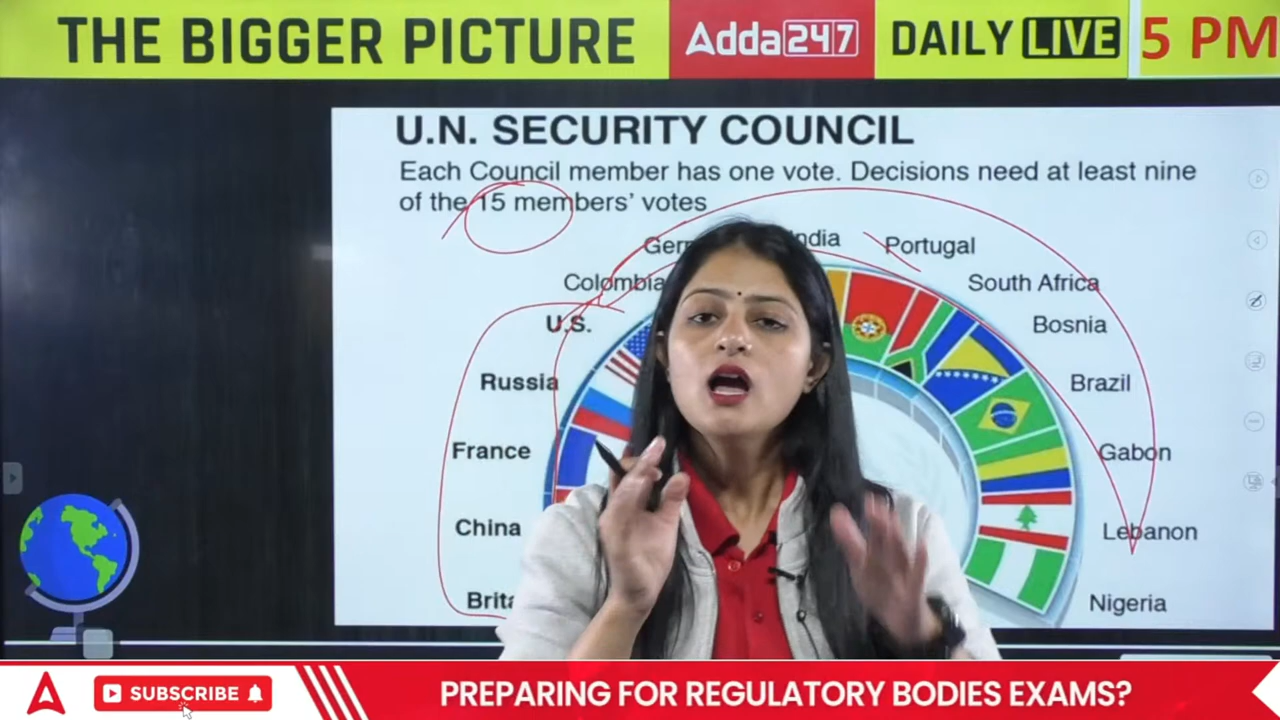 THE BIGGER PICTURE
Adda247
DAILY LIVE
5 PM
U.N. SECURITY COUNCIL
Each Council member has one vote. Decisions need at least nine
of the 15 members' votes
India
Portugal
Colombia
South Africa
U.S.
Bosnia
Russia
Brazil
France
Gabon
China
Lebanon
Nigeria
SUBSCRIBE
PREPARING FOR REGULATORY BODIES EXAMS?